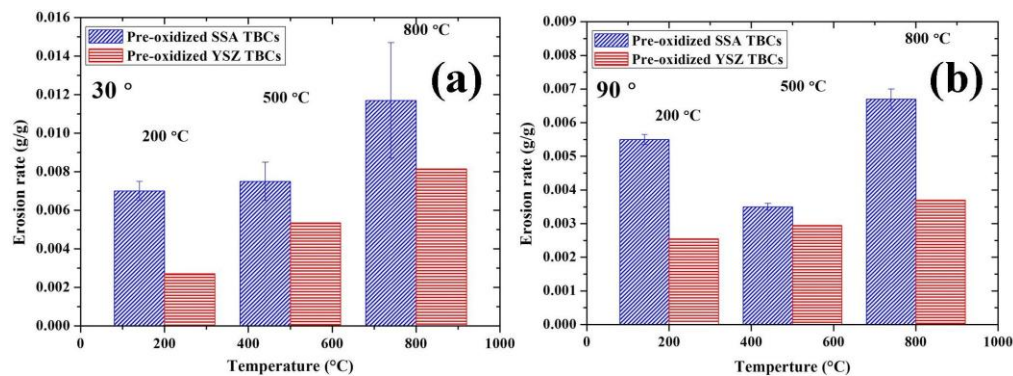 0.016
0.014
0.012
0.010
0.008
0.006
0.004
0.002
0.000
Erosion rate (g/g)
Pre-oxidized SSA TBCs
Pre-oxidized YSZ TBCs
800 °C
(a)
30 °
500 °C
200 °C
0 200 400 600 800 1000
Temperature (°C)
0.009
0.008
0.007
0.006
0.005
0.004
0.003
0.002
0.001
0.000
Erosion rate (g/g)
Pre-oxidized SSA TBCs
Pre-oxidized YSZ TBCs
800 °C
(b)
90 °
500 °C
200 °C
0 200 400 600 800 1000
Temperture (°C)